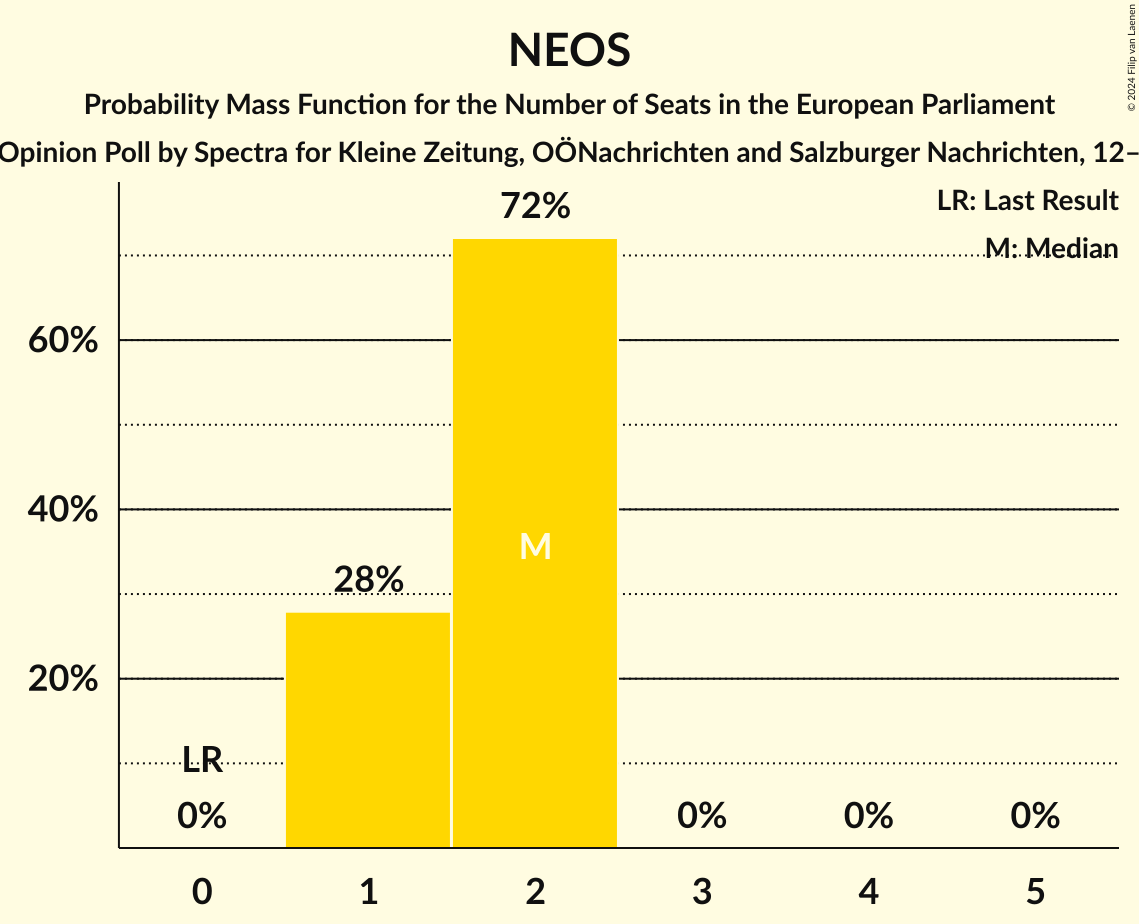 NEOS
Probability Mass Function for the Number of Seats in the European Parliament
Opinion Poll by Spectra for Kleine Zeitung, OÖNachrichten and Salzburger Nachrichten, 12–
© 2024 Filip van Laenen
LR: Last Result
M: Median
72%
60%
40%
M
28%
20%
LR
0%
0%
0%
0%
0 1 2 3 4 5